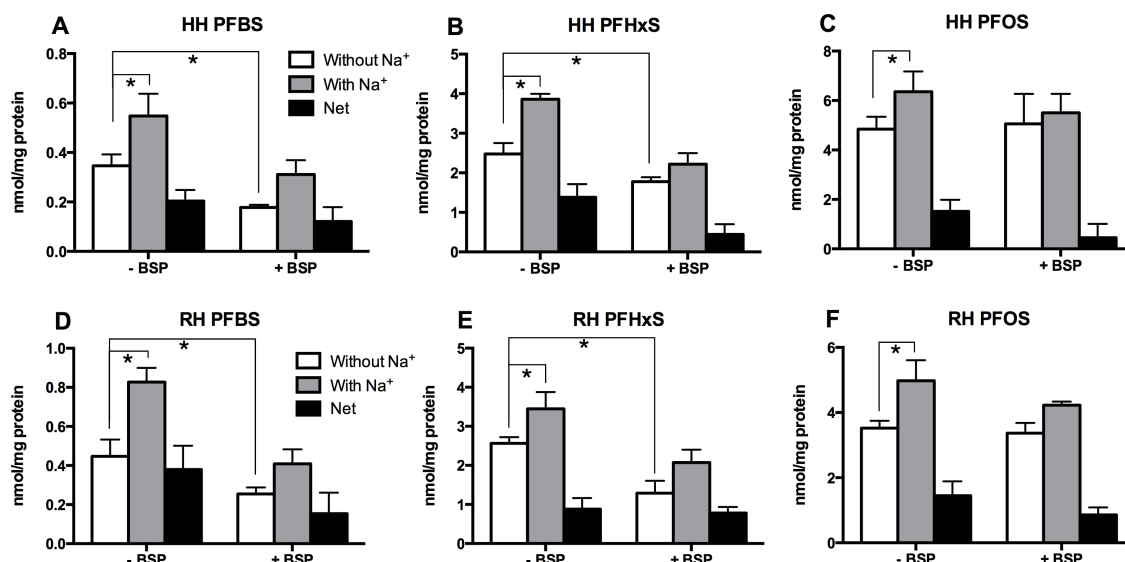 A
HH PFBS
nmol/mg protein
0.8
0.6
0.4
0.2
0.0
*
*
Without Na⁺
With Na⁺
Net
- BSP
+ BSP
B
HH PFHxS
nmol/mg protein
5
4
3
2
1
0
*
*
- BSP
+ BSP
C
HH PFOS
nmol/mg protein
8
6
4
2
0
*
- BSP
+ BSP
D
RH PFBS
nmol/mg protein
1.0
0.8
0.6
0.4
0.2
0.0
*
*
Without Na⁺
With Na⁺
Net
- BSP
+ BSP
E
RH PFHxS
nmol/mg protein
5
4
3
2
1
0
*
*
- BSP
+ BSP
F
RH PFOS
nmol/mg protein
6
4
2
0
*
- BSP
+ BSP